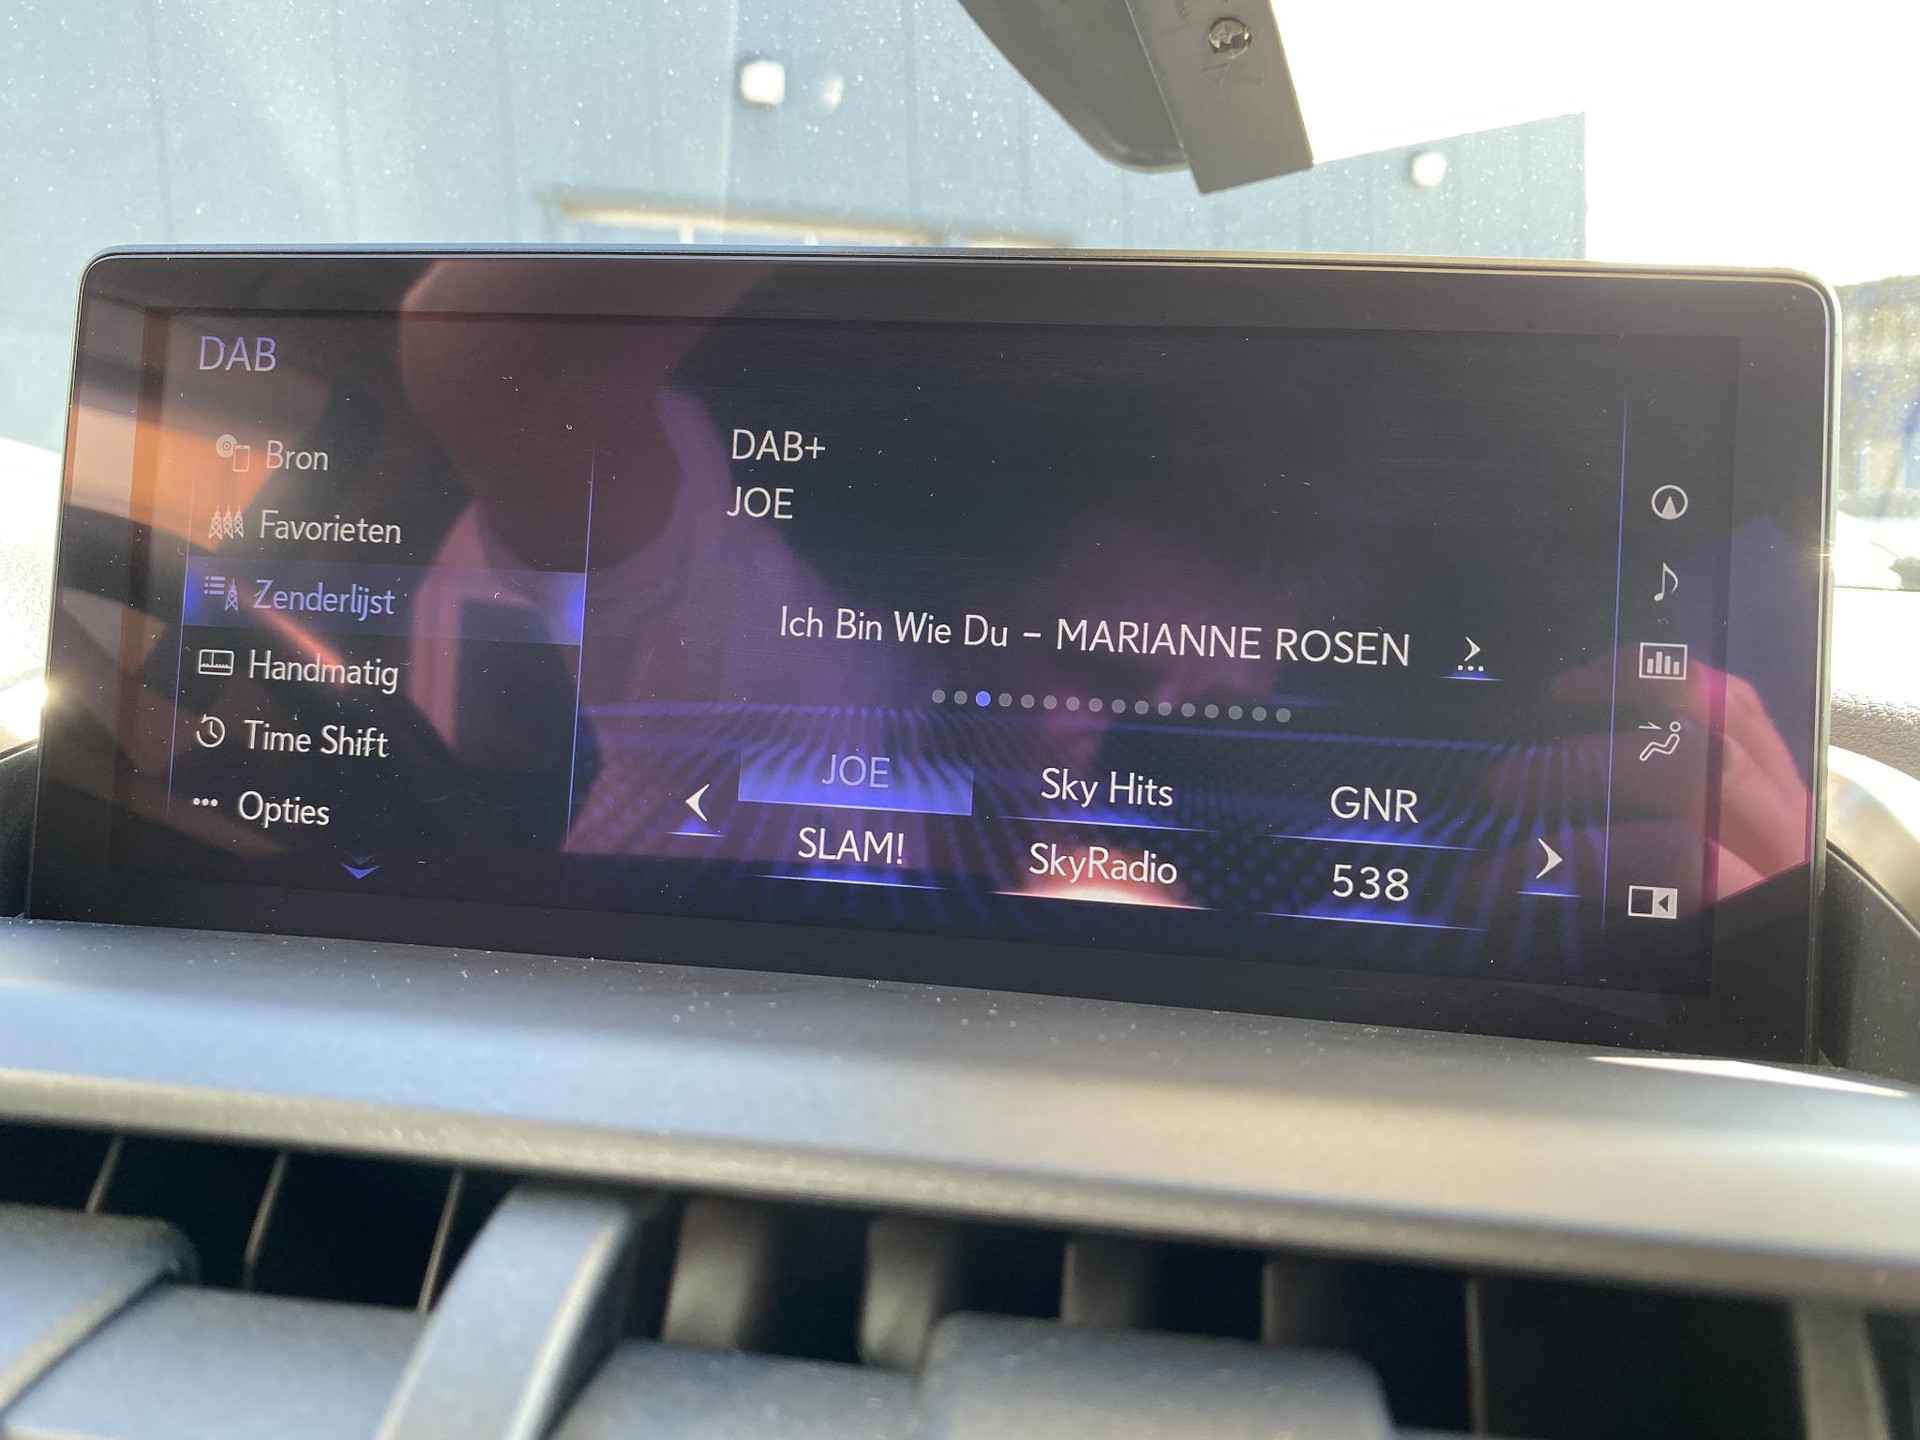 DAB
Bron
Favorieten
Zenderlijst
Handmatig
Time Shift
Opties
DAB+
JOE
Ich Bin Wie Du – MARIANNE ROSEN
JOE
Sky Hits
GNR
SLAM!
SkyRadio
538